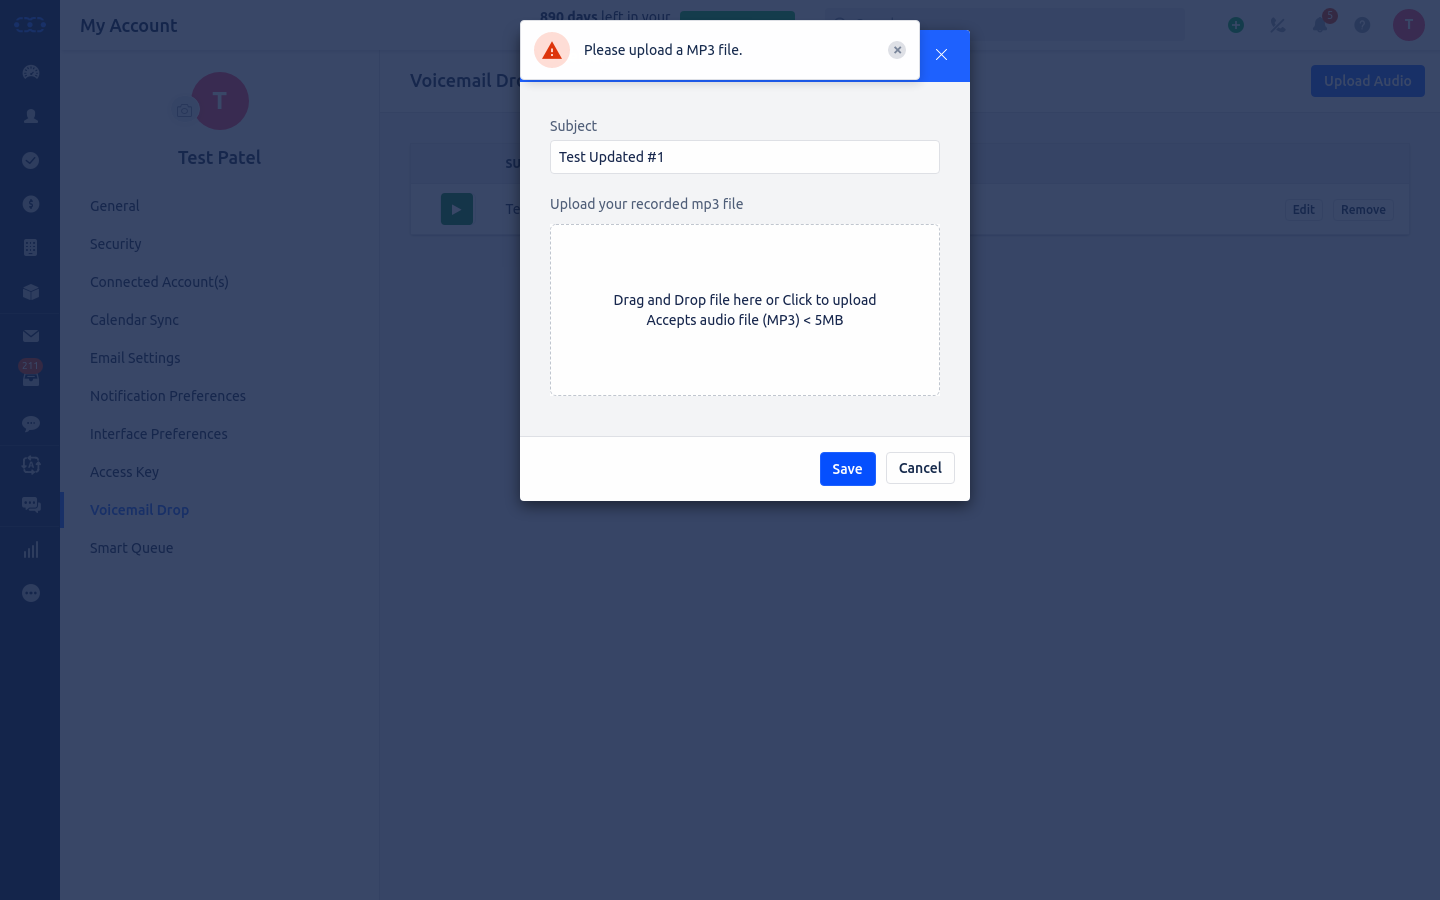 My Account
890 days left in your
5
T
Please upload a MP3 file.
T
Test Patel
General
Security
Connected Account(s)
Calendar Sync
Email Settings
211
Notification Preferences
Interface Preferences
Access Key
Voicemail Drop
Smart Queue
Voicemail Dr
Upload Audio
su
Te
Edit
Remove
Subject
Test Updated #1
Upload your recorded mp3 file
Drag and Drop file here or Click to upload
Accepts audio file (MP3) < 5MB
Save
Cancel